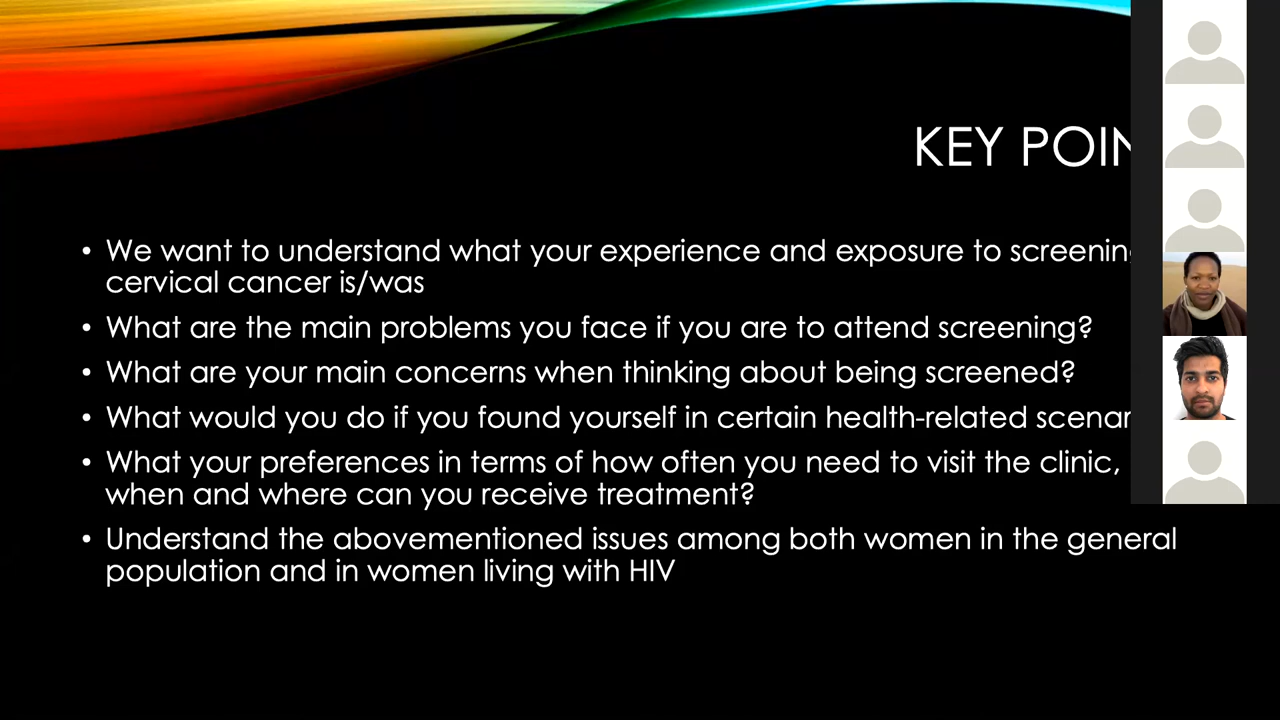 KEY POIN
• We want to understand what your experience and exposure to screening
cervical cancer is/was
• What are the main problems you face if you are to attend screening?
• What are your main concerns when thinking about being screened?
• What would you do if you found yourself in certain health-related scenar
• What your preferences in terms of how often you need to visit the clinic,
when and where can you receive treatment?
• Understand the abovementioned issues among both women in the general
population and in women living with HIV